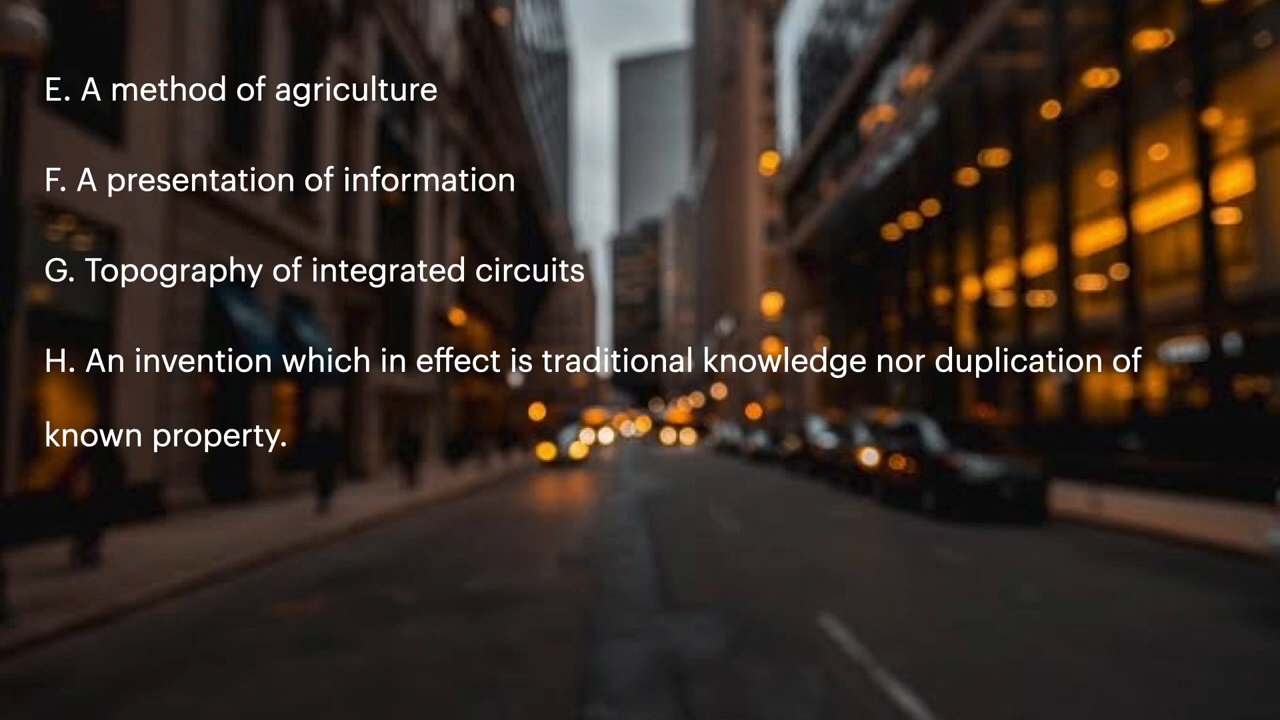 E. A method of agriculture
F. A presentation of information
G. Topography of integrated circuits
H. An invention which in effect is traditional knowledge nor duplication of
known property.